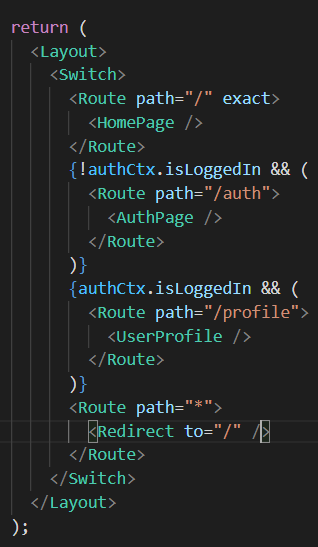 return (
<Layout>
<Switch>
<Route path="/" exact>
<HomePage />
</Route>
{!authCtx.isLoggedIn && (
<Route path="/auth">
<AuthPage />
</Route>
)}
{authCtx.isLoggedIn && (
<Route path="/profile">
<UserProfile />
</Route>
)}
<Route path="*">
<Redirect to="/" />
</Route>
</Switch>
</Layout>
);